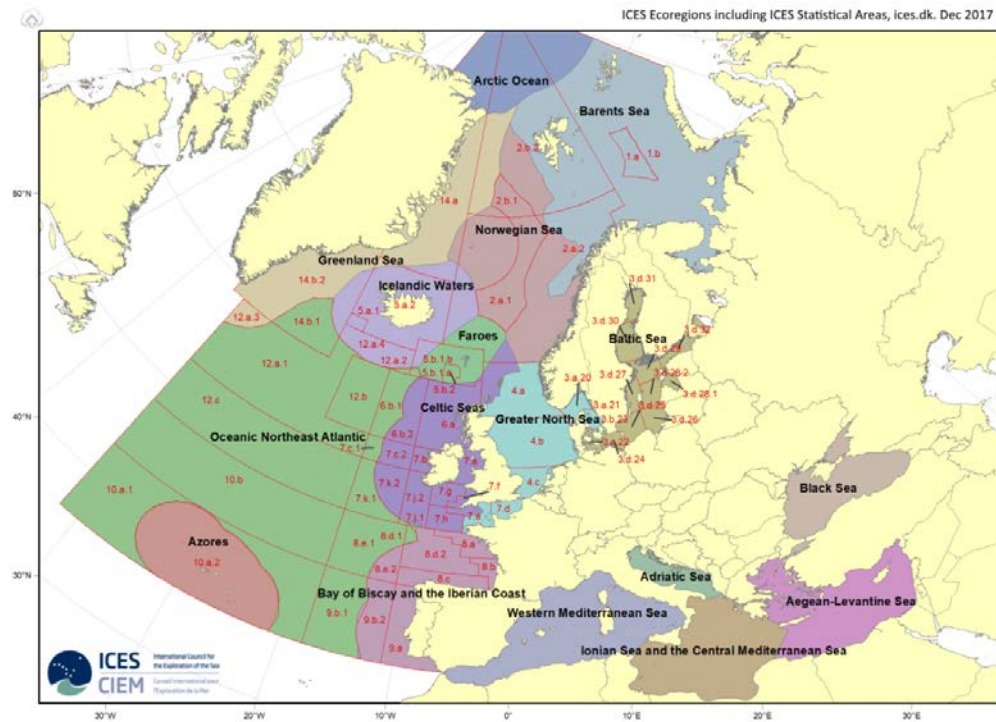 ICES Ecoregions including ICES Statistical Areas, ices.dk. Dec 2017
Arctic Ocean
Barents Sea
2.b.2
1.a
1.b
50°N
14.a
2.b.1
Norwegian Sea
2.a.2
Greenland Sea
14.b.2
Icelandic Waters
3.d.31
5.a.1
5.a.2
2.a.1
12.a.3
14.b.1
3.d.30
3.d.32
Faroes
Baltic Sea
12.a.4
3.d.29
12.a.1
12.a.2
5.b.1.b
5.b.1.a
3.a.20
3.d.27
3.d.28.2
5.b.2
4.a
3.d.28.1
12.c
12.b
6.b.1
Celtic Seas
3.a.21
3.d.25
40°N
6.a
Greater North Sea
3.b.23
3.d.26
Oceanic Northeast Atlantic
6.b.2
4.b
3.c.22
7.c.1
7.c.2
7.b
7.a
3.d.24
10.b
7.k.2
7.g
7.f
4.c
10.a.1
7.k.1
7.j.2
7.d
Black Sea
7.j.1
7.h
7.e
Azores
8.d.1
8.e.1
8.a
8.d.2
10.a.2
8.e.2
8.b
30°N
8.c
Adriatic Sea
Bay of Biscay and the Iberian Coast
Aegean-Levantine Sea
9.b.1
9.b.2
Western Mediterranean Sea
9.a
Ionian Sea and the Central Mediterranean Sea
ICES
CIEM
International Council for
the Exploration of the Sea
Conseil International pour
l'Exploration de la Mer
30°W
20°W
10°W
0°
10°E
20°E
30°E